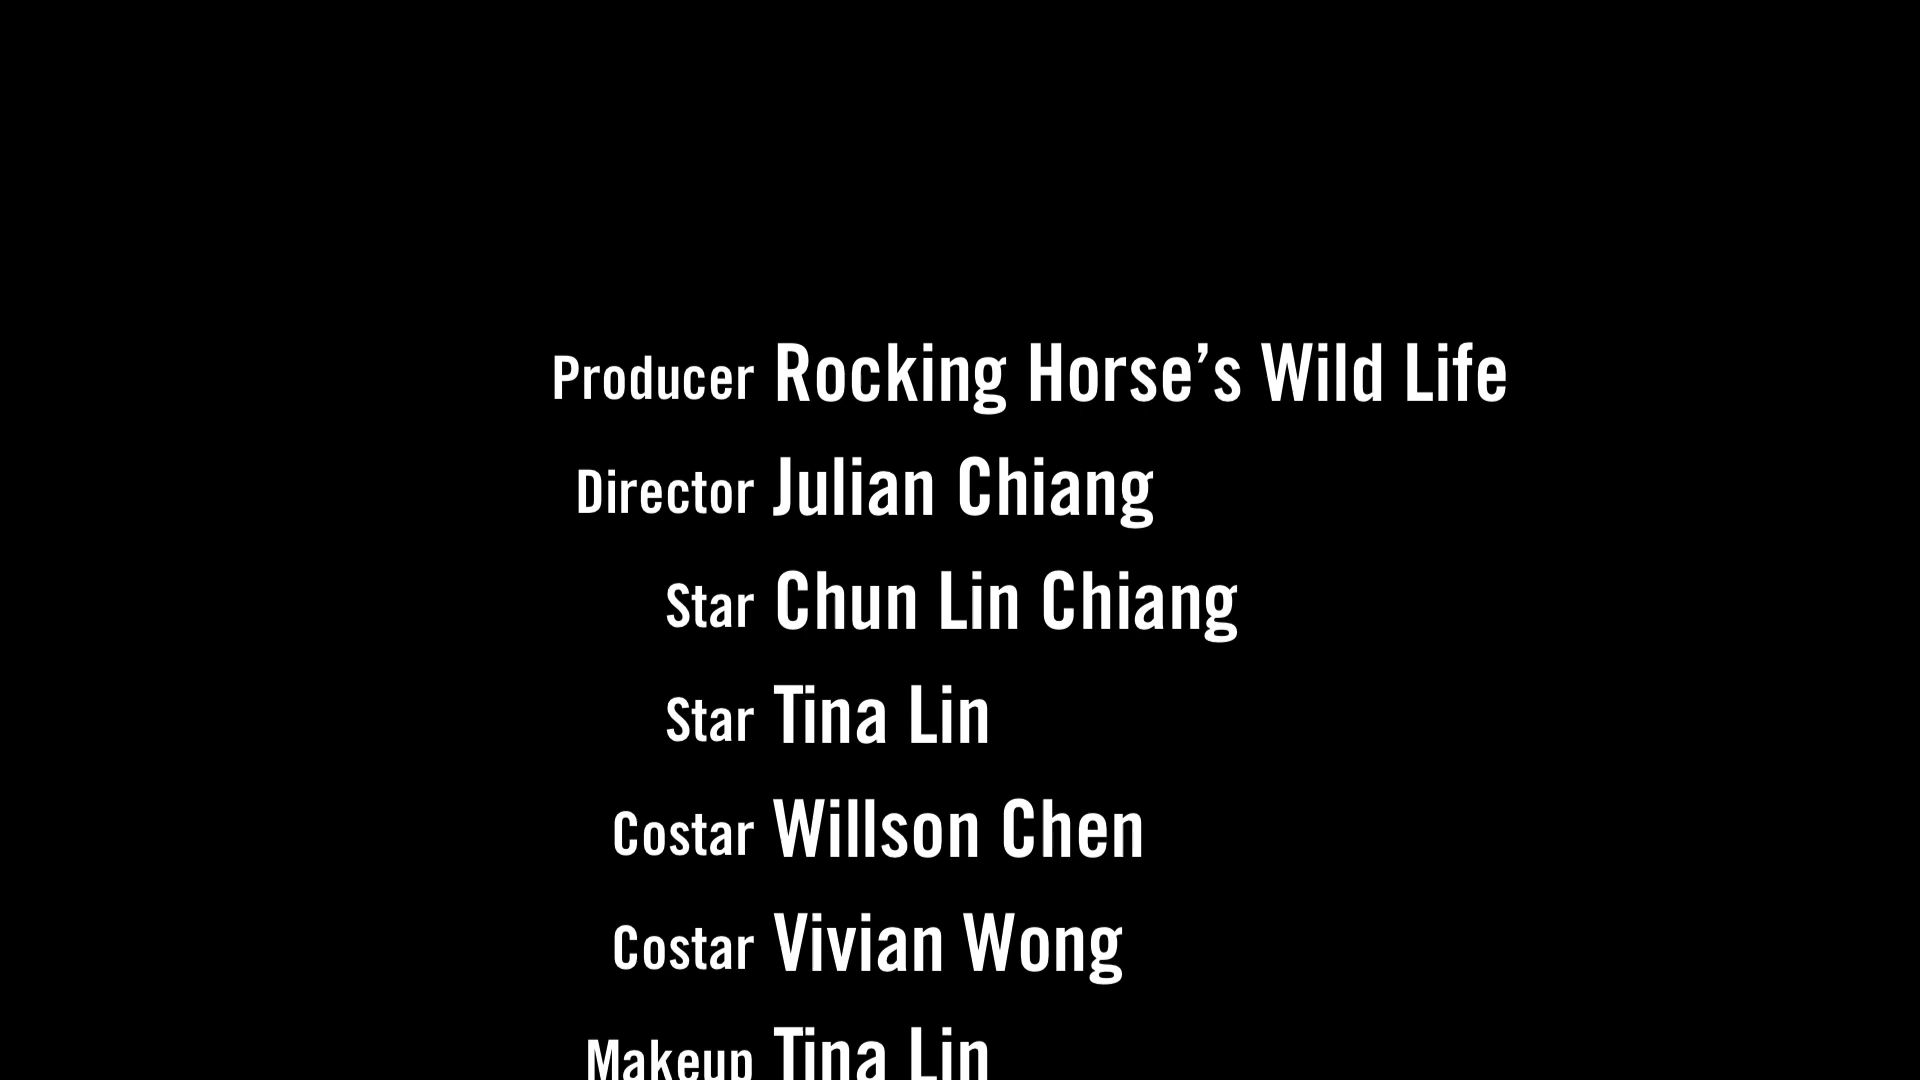 Producer Rocking Horse’s Wild Life
Director Julian Chiang
Star Chun Lin Chiang
Star Tina Lin
Costar Willson Chen
Costar Vivian Wong
Makeup Tina Lin